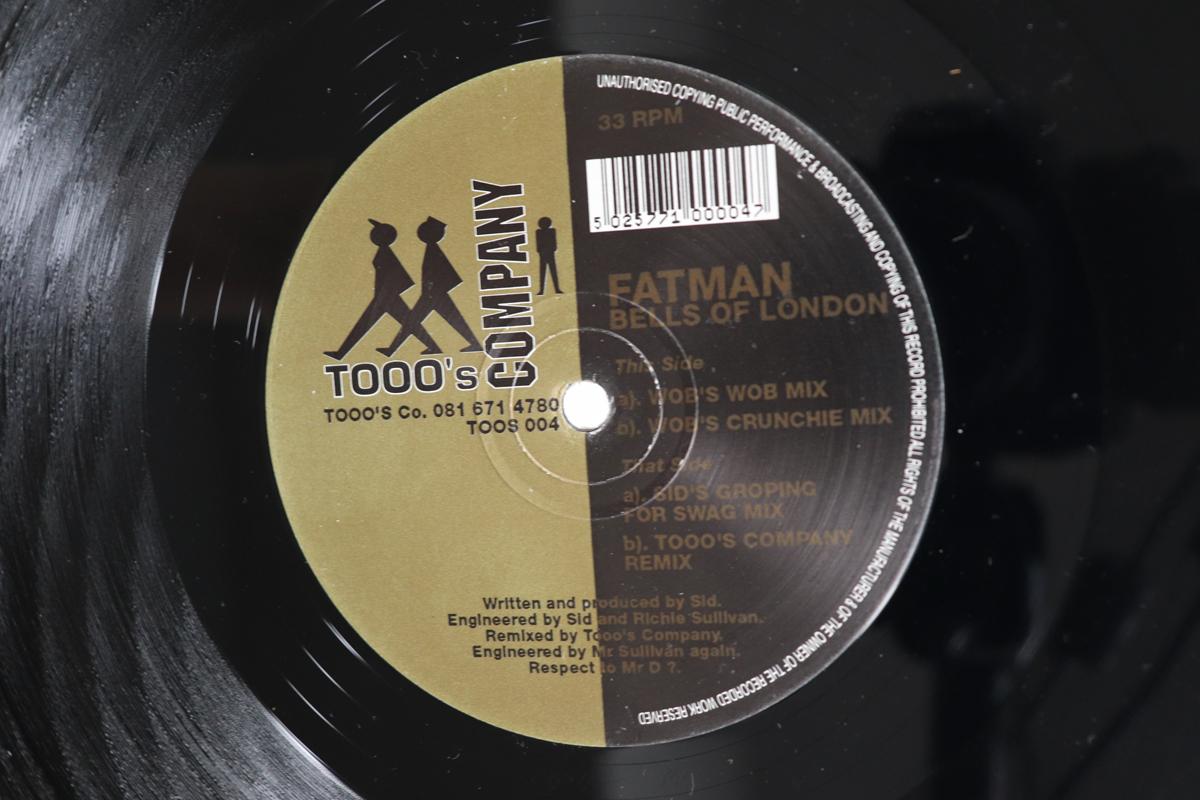 UNAUTHORISED COPYING PUBLIC PERFORMANCE & BROADCASTING AND COPYING OF THIS RECORD PROHIBITED ALL RIGHTS OF THE MANUFACTURER & OF THE OWNER OF THE RECORDED WORK RESERVED
33 RPM
5 025771 000047
TOOO's
COMPANY
TOOO'S Co. 081 671 4780
TOOS 004
FATMAN
BELLS OF LONDON
This Side
a). WOB'S WOB MIX
b). WOB'S CRUNCHIE MIX
That Side
a). SID'S GROPING
FOR SWAG MIX
b). TOOO'S COMPANY
REMIX
Written and produced by Sid.
Engineered by Sid and Richie Sullivan.
Remixed by Tooo's Company.
Engineered by Mr Sullivan again.
Respect to Mr D ?.